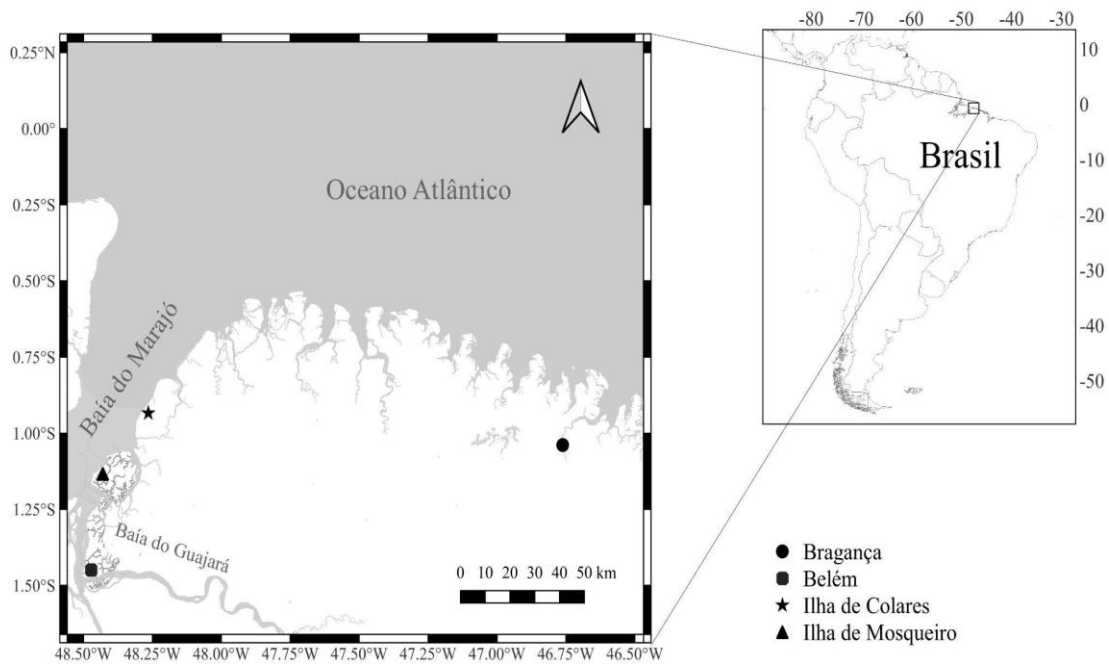 -80 -70 -60 -50 -40 -30
10
0
-10
-20
-30
-40
-50
Brasil
0.25°N
0.00°
0.25°S
0.50°S
0.75°S
1.00°S
1.25°S
1.50°S
Oceano Atlântico
Baía do Marajó
Baía do Guajará
0 10 20 30 40 50 km
48.50°W 48.25°W 48.00°W 47.75°W 47.50°W 47.25°W 47.00°W 46.75°W 46.50°W
Bragança
Belém
Ilha de Colares
Ilha de Mosqueiro